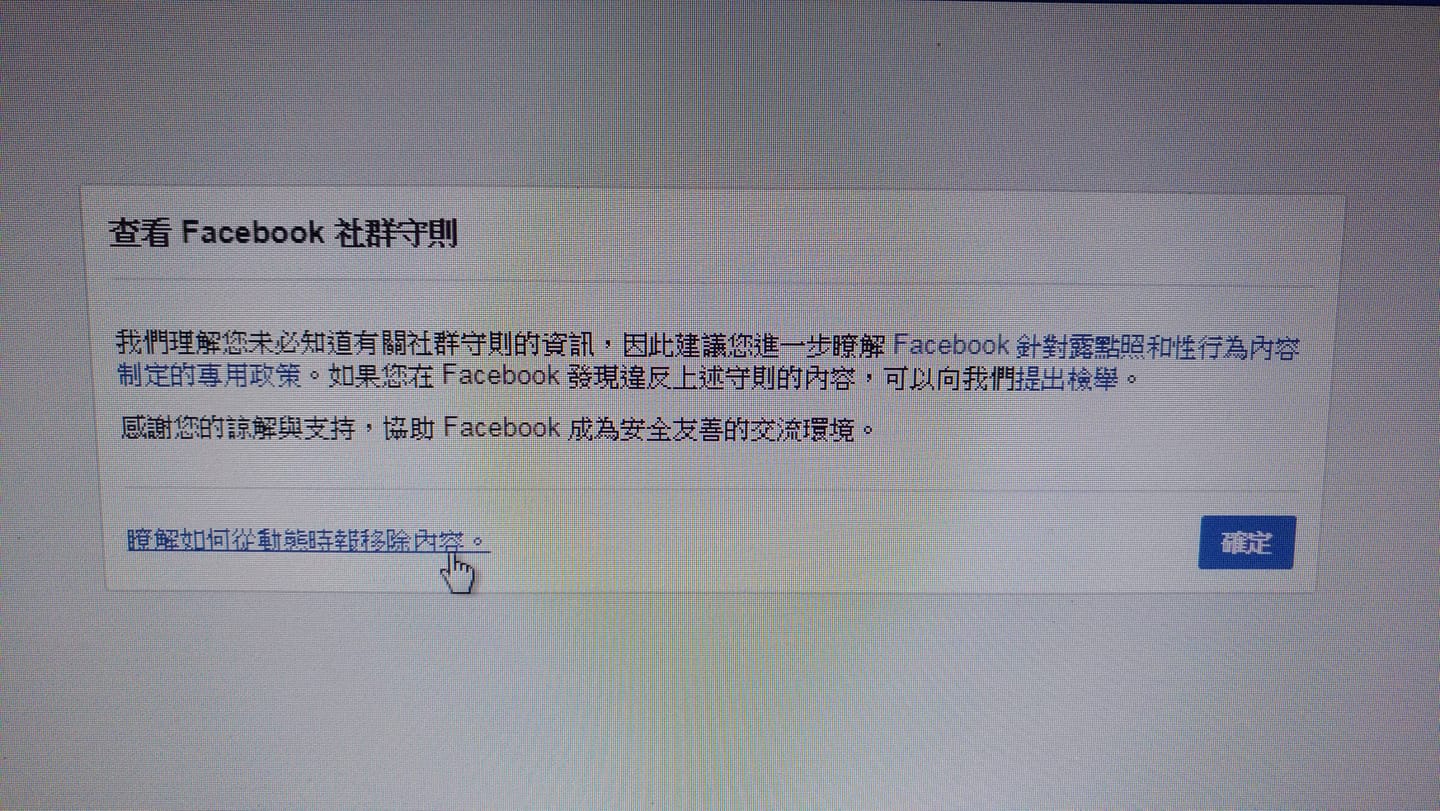 查看 Facebook 社群守則
我們理解您未必知道有關社群守則的資訊，因此建議您進一步瞭解 Facebook 針對露點照和性行為內容
制定的專用政策。如果您在 Facebook 發現違反上述守則的內容，可以向我們提出檢舉。
感謝您的諒解與支持，協助 Facebook 成為安全友善的交流環境。
瞭解如何從動態時報移除內容。
確定